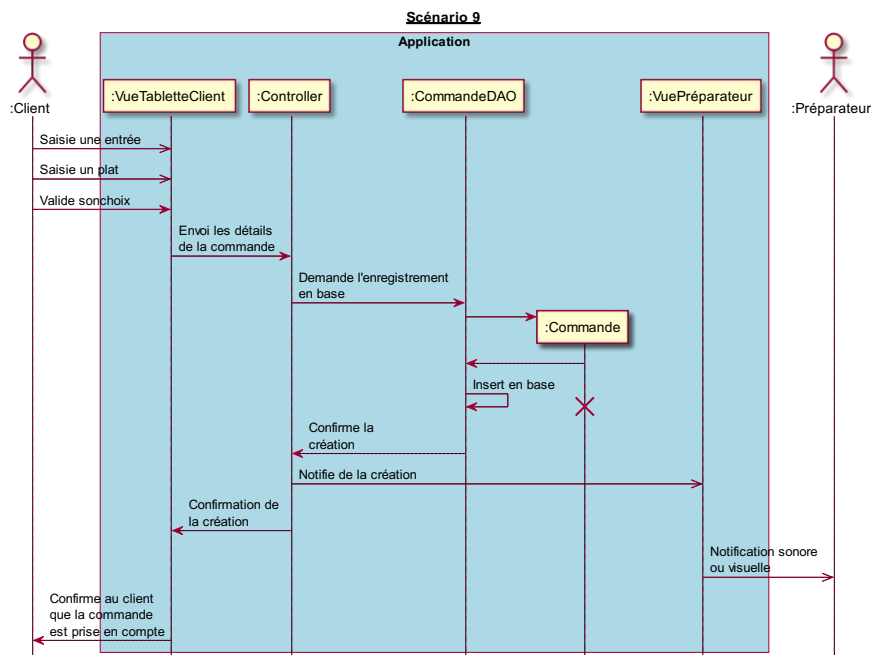 Scénario 9
Application
:Client
:VueTabletteClient
:Controller
:CommandeDAO
:VuePréparateur
:Préparateur
Saisie une entrée
Saisie un plat
Valide sonchoix
Envoi les détails
de la commande
Demande l'enregistrement
en base
:Commande
Insert en base
Confirme la
création
Notifie de la création
Confirmation de
la création
Notification sonore
ou visuelle
Confirme au client
que la commande
est prise en compte